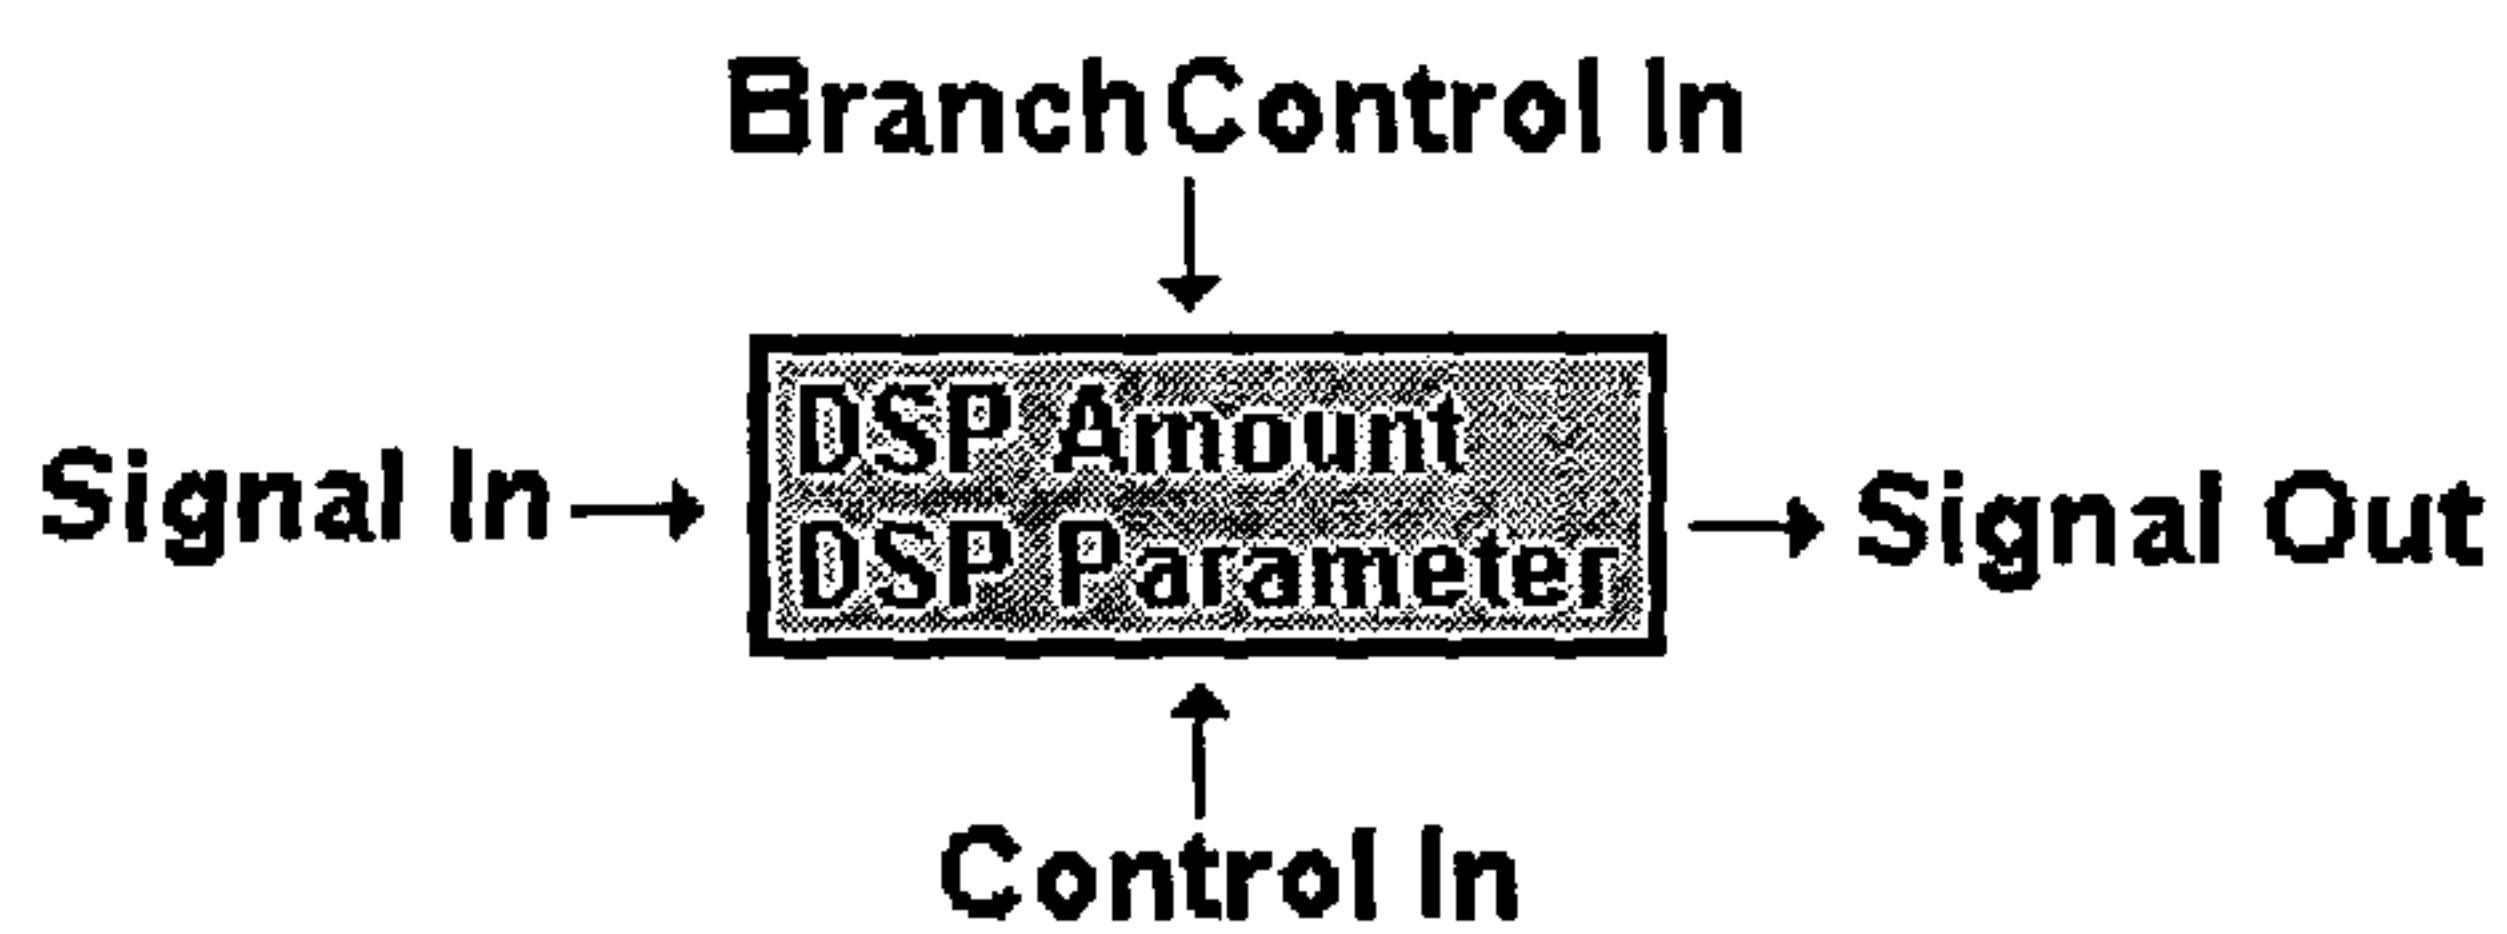 Branch Control In
DSP Amount
DSP Parameter
Signal In
Signal Out
Control In